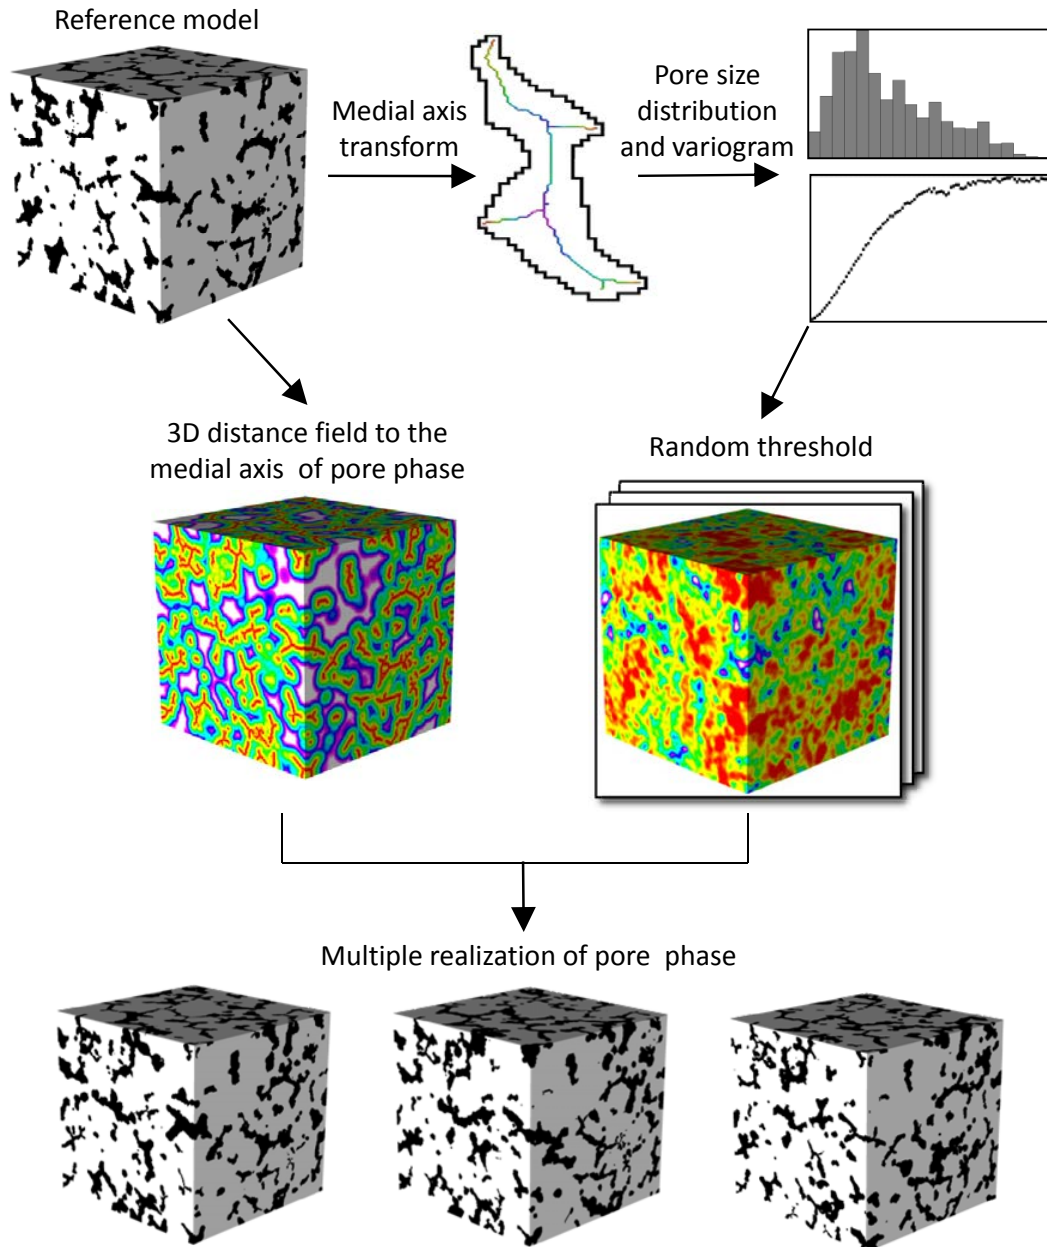 Reference model
Medial axis
transform
Pore size
distribution
and variogram
3D distance field to the
medial axis  of pore phase
Random threshold
Multiple realization of pore  phase